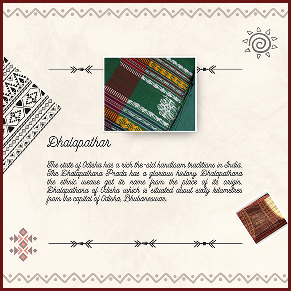 Dhalapathar
The state of Odisha has a rich the-old handloom traditions in India.
The Dhalapathara Prada has a glorious history. Dhalapathara
the ethnic weave got its name from the place of its origin,
Dhalapathara of Odisha which is situated about sixty kilometres
from the capital of Odisha, Bhubaneswar.